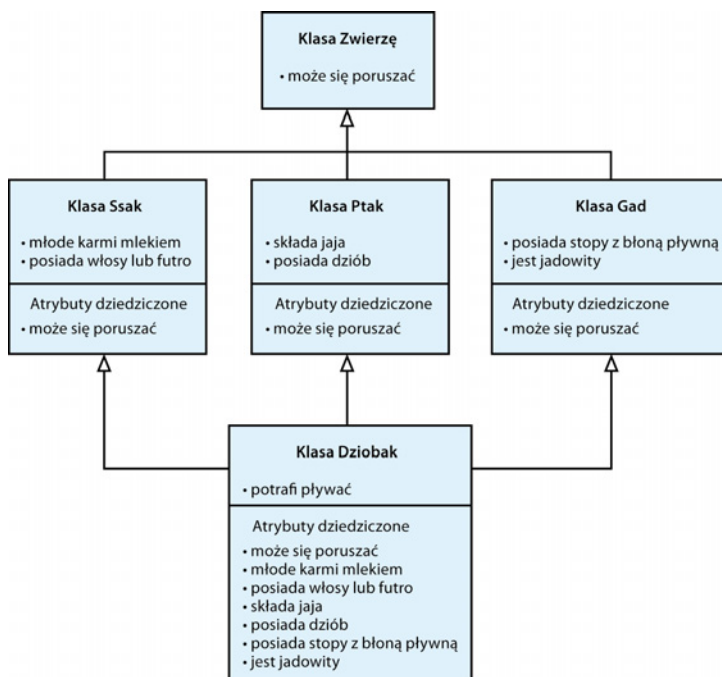 Klasa Zwierzę
• może się poruszać
Klasa Ssak
• młode karmi mlekiem
• posiada włosy lub futro
Atrybuty dziedziczone
• może się poruszać
Klasa Ptak
• składa jaja
• posiada dziób
Atrybuty dziedziczone
• może się poruszać
Klasa Gad
• posiada stopy z błoną pływną
• jest jadowity
Atrybuty dziedziczone
• może się poruszać
Klasa Dziobak
• potrafi pływać
Atrybuty dziedziczone
• może się poruszać
• młode karmi mlekiem
• posiada włosy lub futro
• składa jaja
• posiada dziób
• posiada stopy z błoną pływną
• jest jadowity